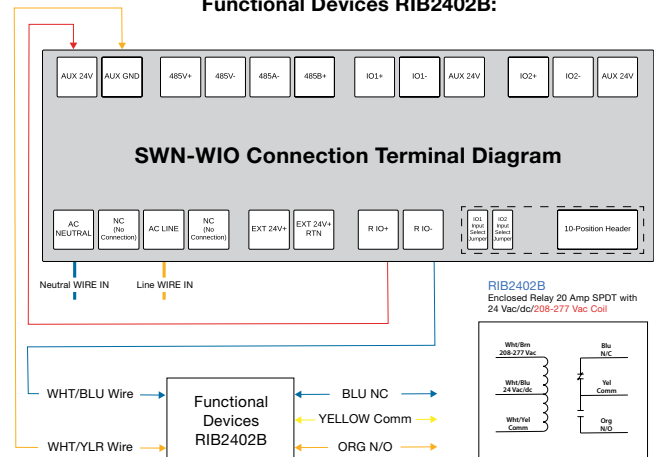 Functional Devices RIB2402B:
AUX 24V
AUX GND
485V+
485V-
485A-
485B+
IO1+
IO1-
AUX 24V
IO2+
IO2-
AUX 24V
SWN-WIO Connection Terminal Diagram
AC
NEUTRAL
NC
(No
Connection)
AC LINE
NC
(No
Connection)
EXT 24V+
EXT 24V+
RTN
R IO+
R IO-
IO1
Input
Select
Jumper
IO2
Input
Select
Jumper
10-Position Header
Neutral WIRE IN
Line WIRE IN
RIB2402B
Enclosed Relay 20 Amp SPDT with
24 Vac/dc/208-277 Vac Coil
Wht/Brn
208-277 Vac
Blu
N/C
Wht/Blu
24 Vac/dc
Yel
Comm
Wht/Yel
Comm
Org
N/O
WHT/BLU Wire
WHT/YLR Wire
Functional
Devices
RIB2402B
BLU NC
YELLOW Comm
ORG N/O